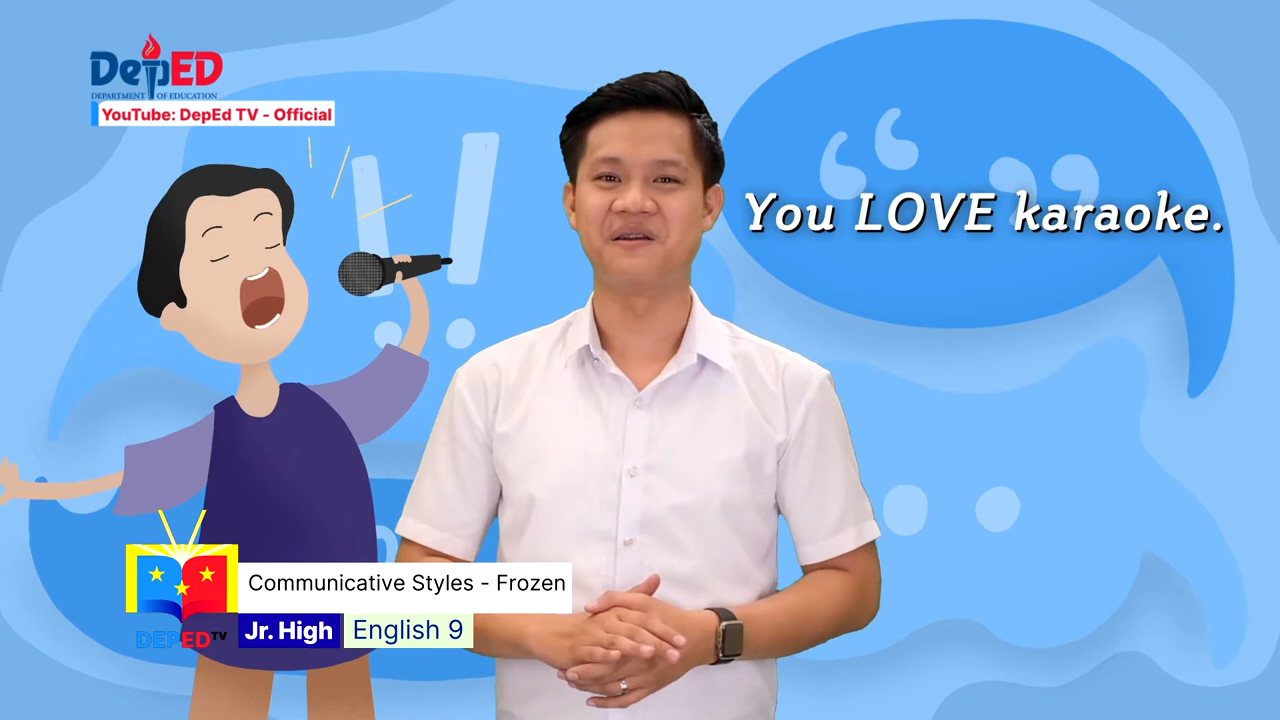 DepED
DEPARTMENT OF EDUCATION
YouTube: DepEd TV - Official
You LOVE karaoke.
Communicative Styles - Frozen
DEPED TV
Jr. High English 9